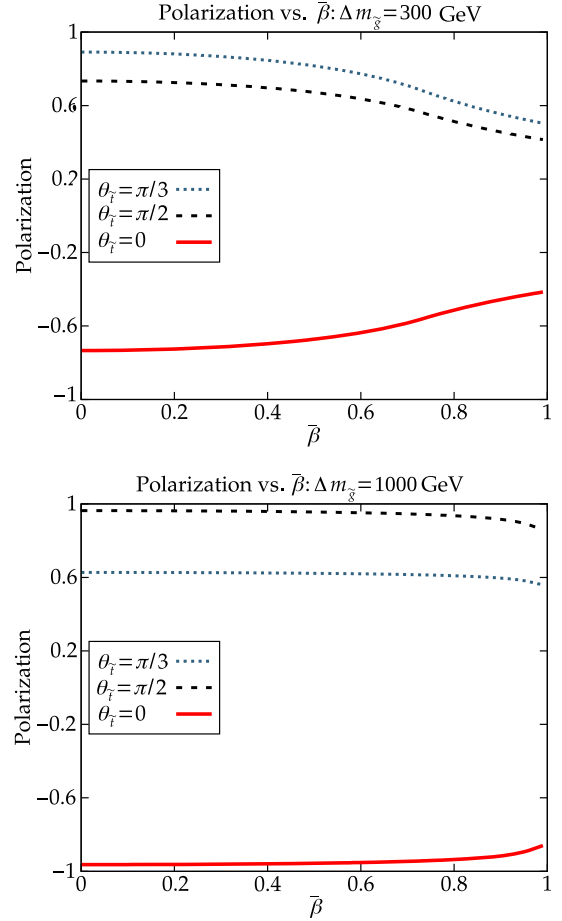 Polarization vs. β̄: Δm_g̃ = 300 GeV
1
0.6
0.2
−0.2
−0.6
−1
Polarization
θ_t̃ = π/3
θ_t̃ = π/2
θ_t̃ = 0
0 0.2 0.4 0.6 0.8 1
β̄
Polarization vs. β̄: Δm_g̃ = 1000 GeV
1
0.6
0.2
−0.2
−0.6
−1
Polarization
θ_t̃ = π/3
θ_t̃ = π/2
θ_t̃ = 0
0 0.2 0.4 0.6 0.8 1
β̄